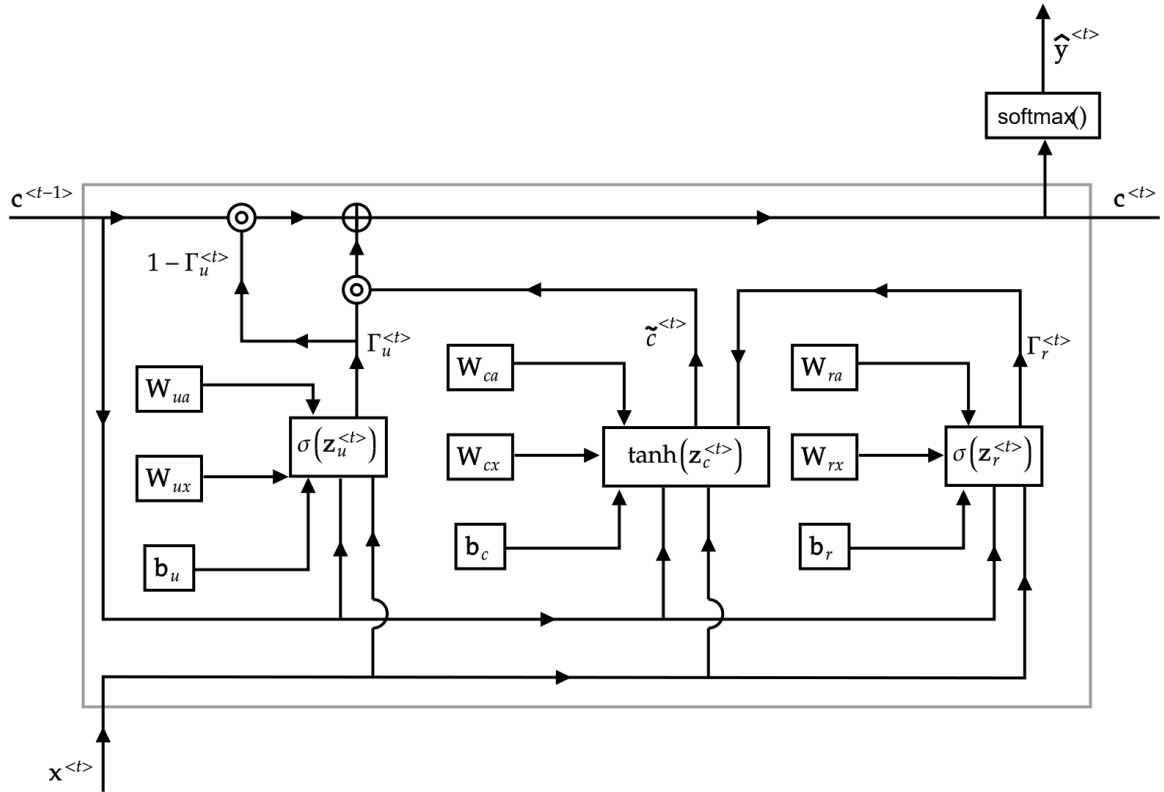 ŷ<t>
softmax()
c<t−1>
c<t>
1 − Γu<t>
Γu<t>
c̃<t>
Γr<t>
Wua
Wca
Wra
σ(zu<t>)
tanh(zc<t>)
σ(zr<t>)
Wux
Wcx
Wrx
bu
bc
br
x<t>